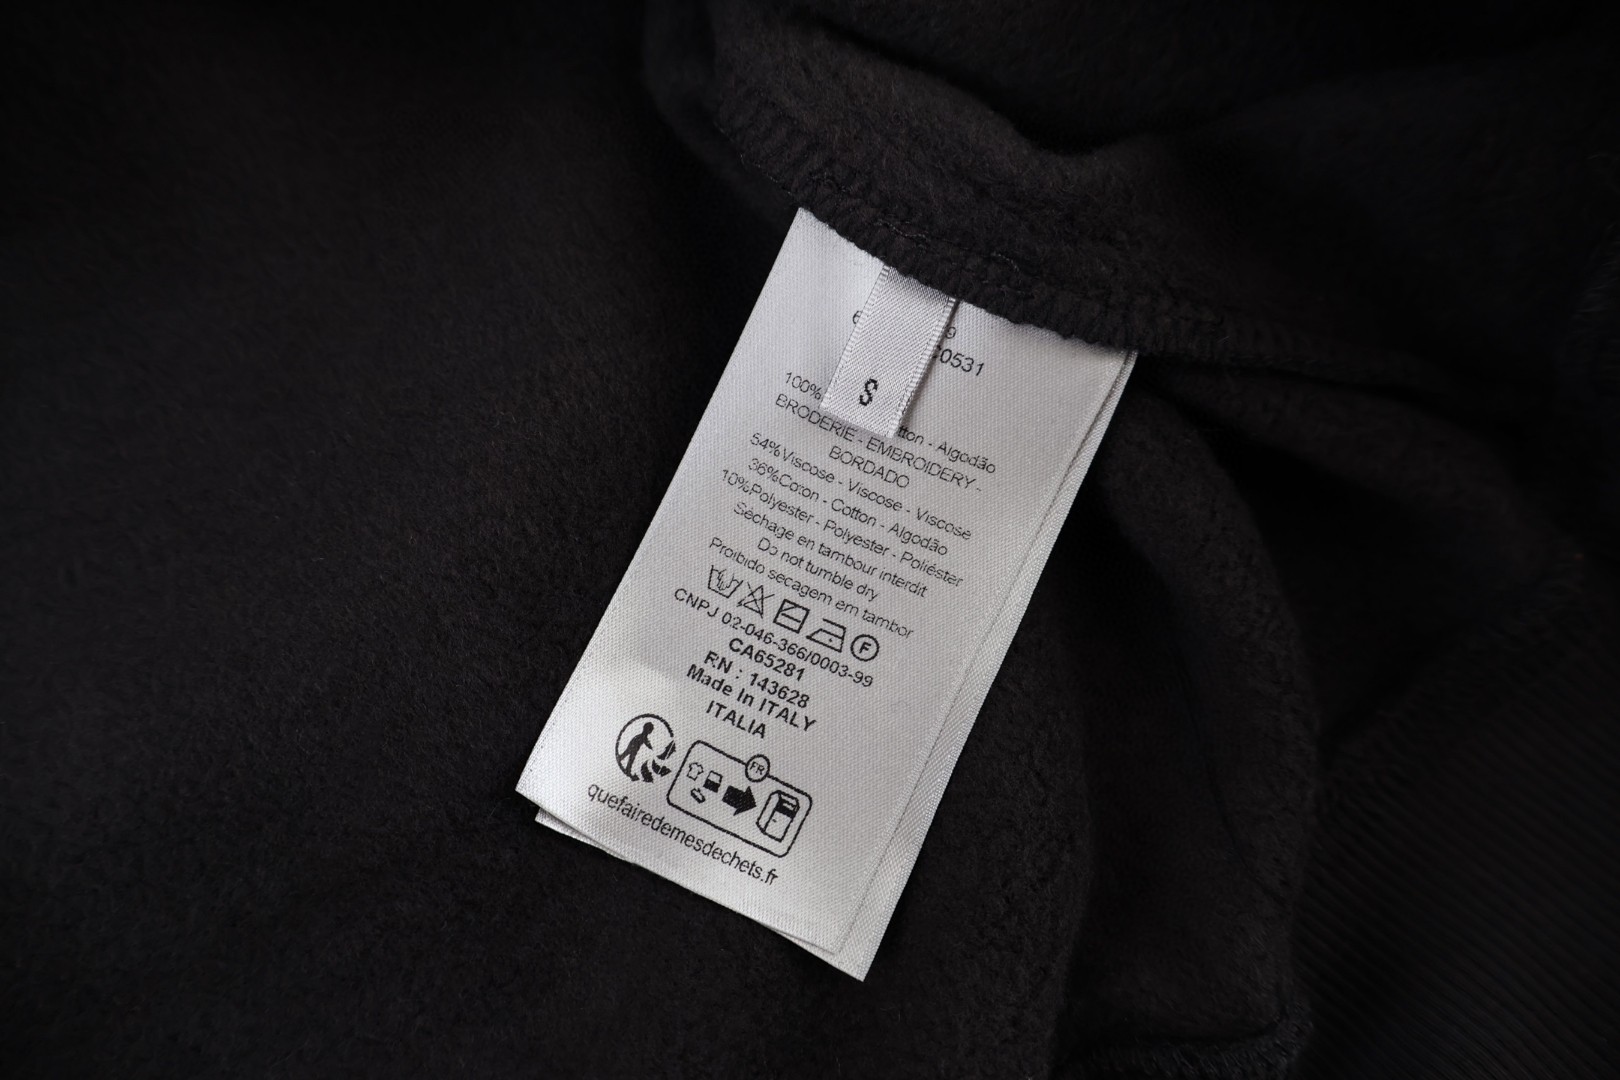 S
0531
100%
Algodão
BRODERIE - EMBROIDERY -
BORDADO
54%Viscose - Viscose - Viscose
36%Coton - Cotton - Algodão
10%Polyester - Polyester - Poliéster
Séchage en tambour interdit
Do not tumble dry
Proibido secagem em tambor
F
CNPJ 02-046-366/0003-99
CA65281
RN : 143628
Made In ITALY
ITALIA
FR
quefairedemesdechets.fr